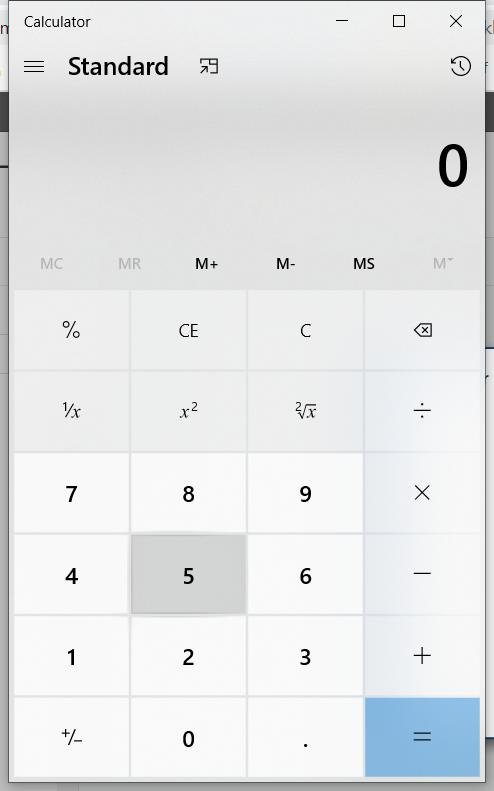 Calculator
Standard
0
MC MR M+ M- MS M˅
% CE C
¹/x x² ²√x ÷
7 8 9 ×
4 5 6 −
1 2 3 +
+/− 0 . =